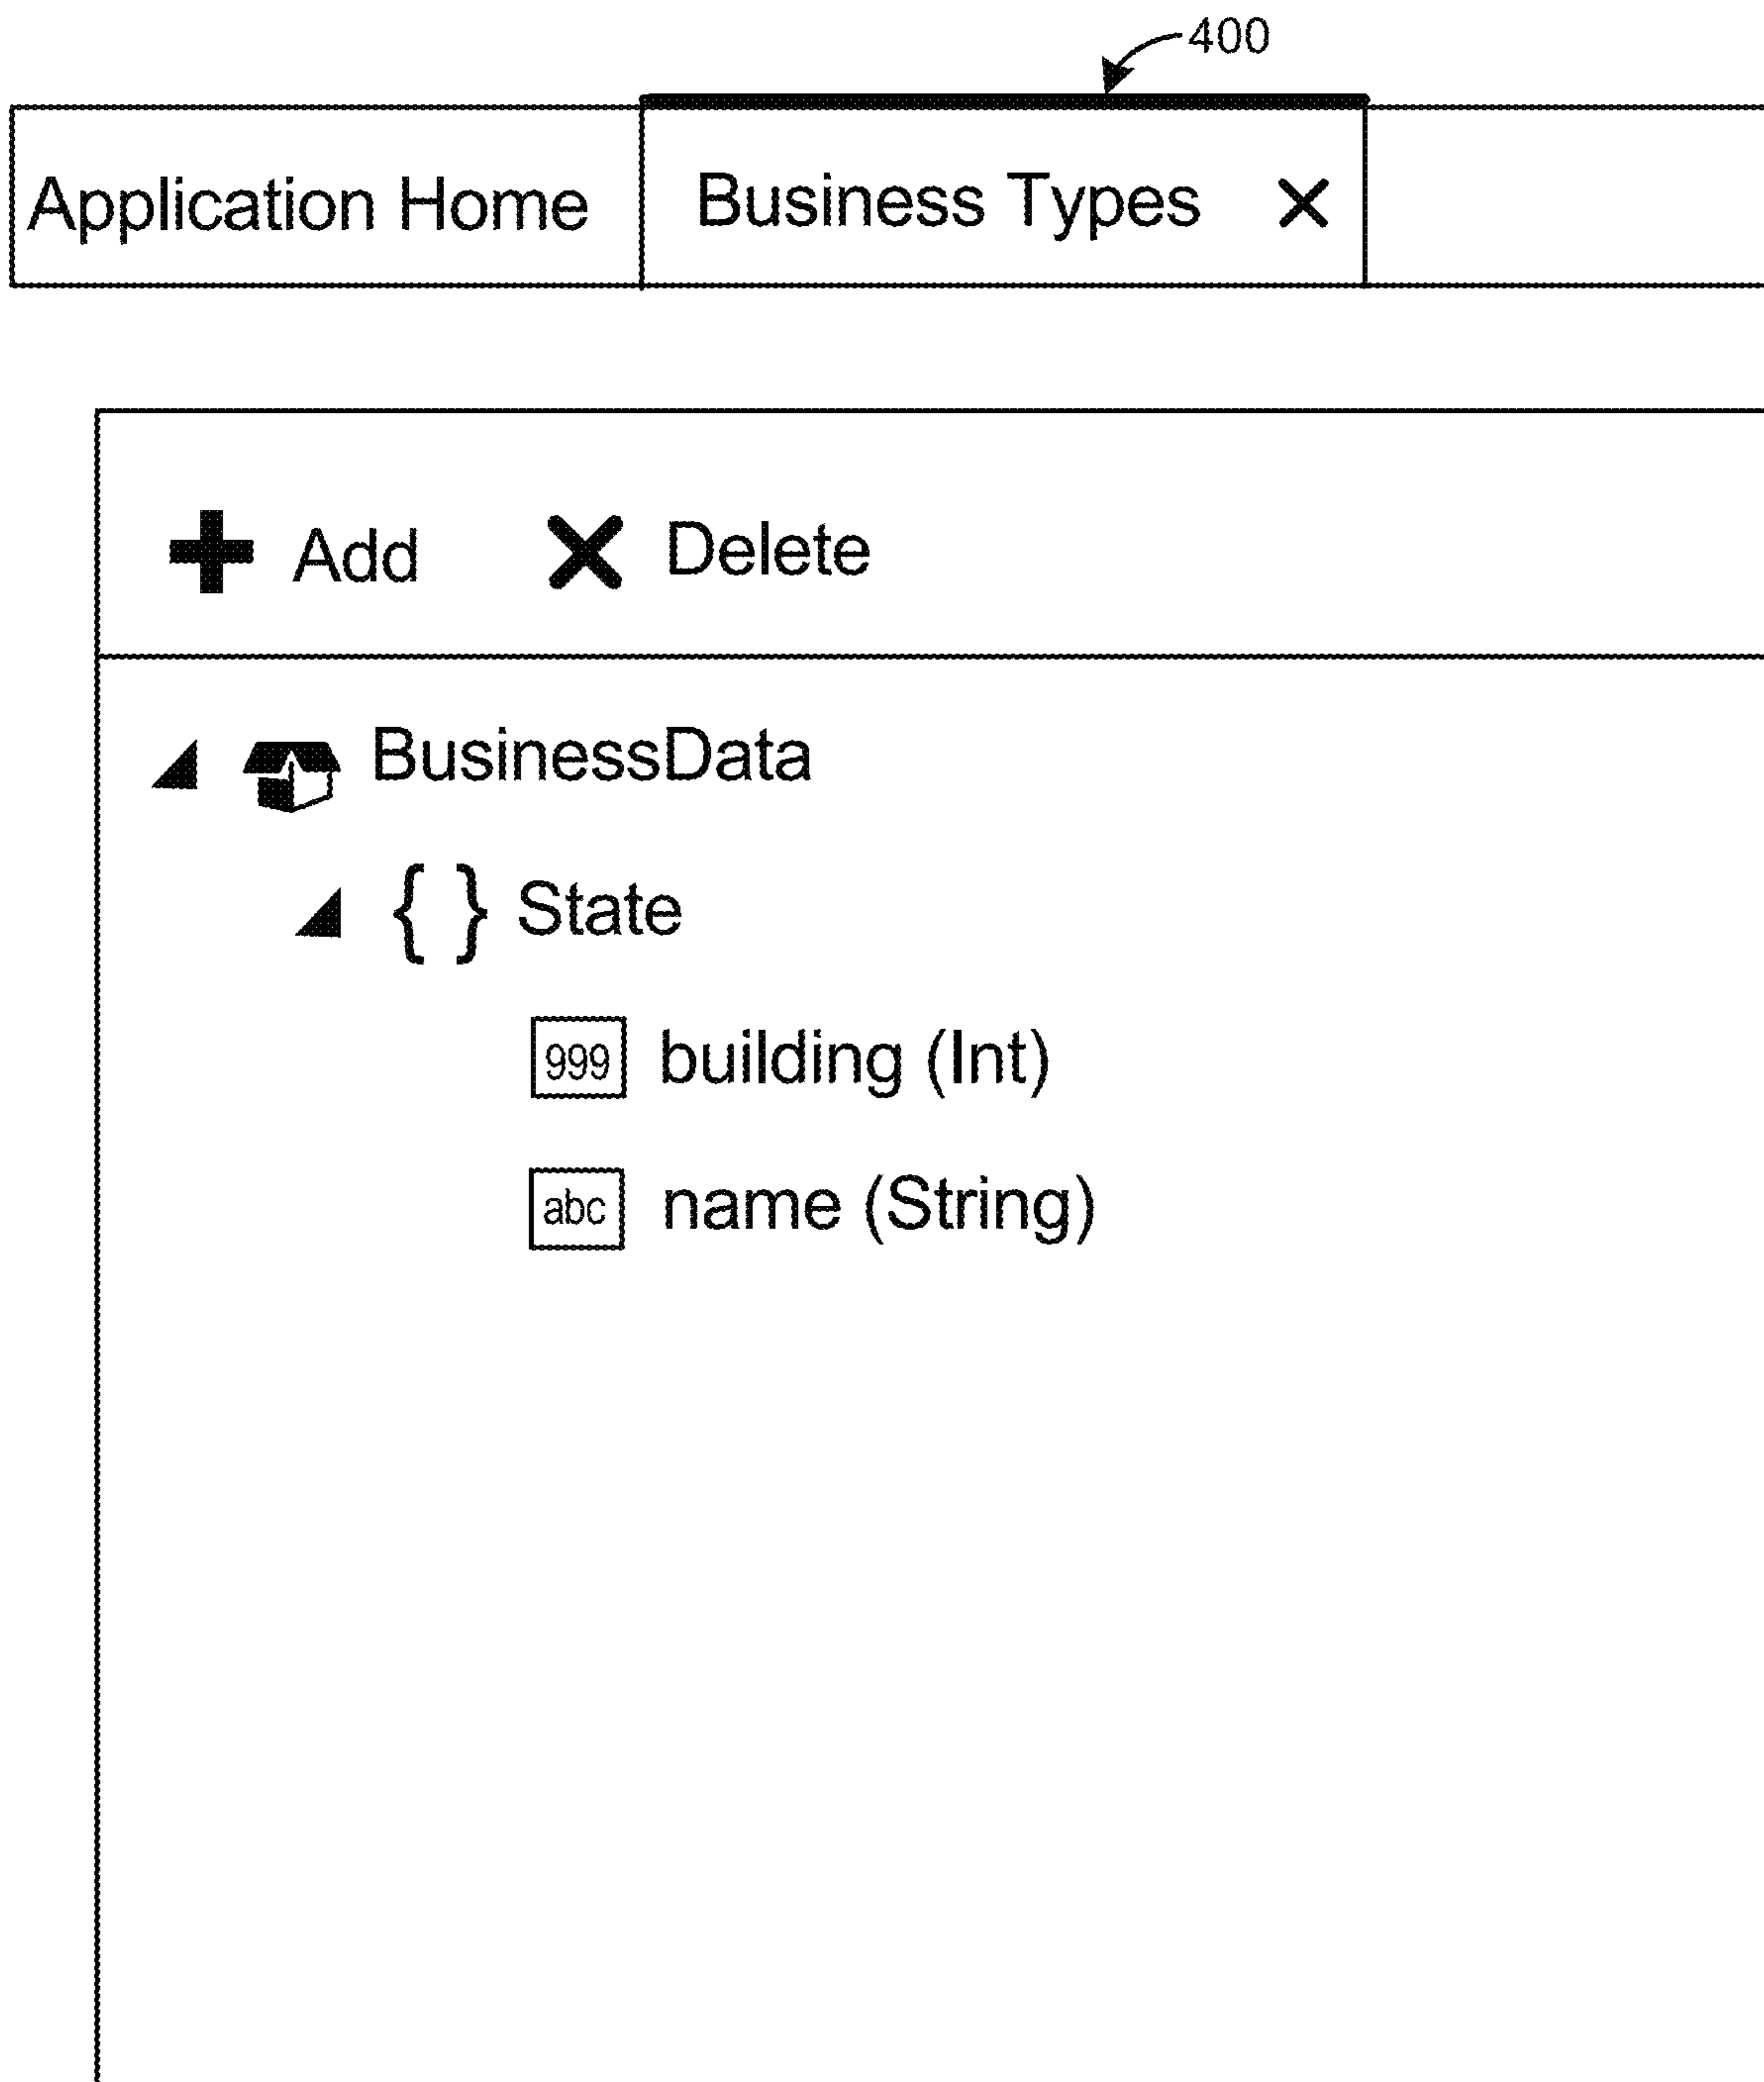 400
Application Home Business Types ×
Add Delete
BusinessData
{ } State
999 building (Int)
abc name (String)